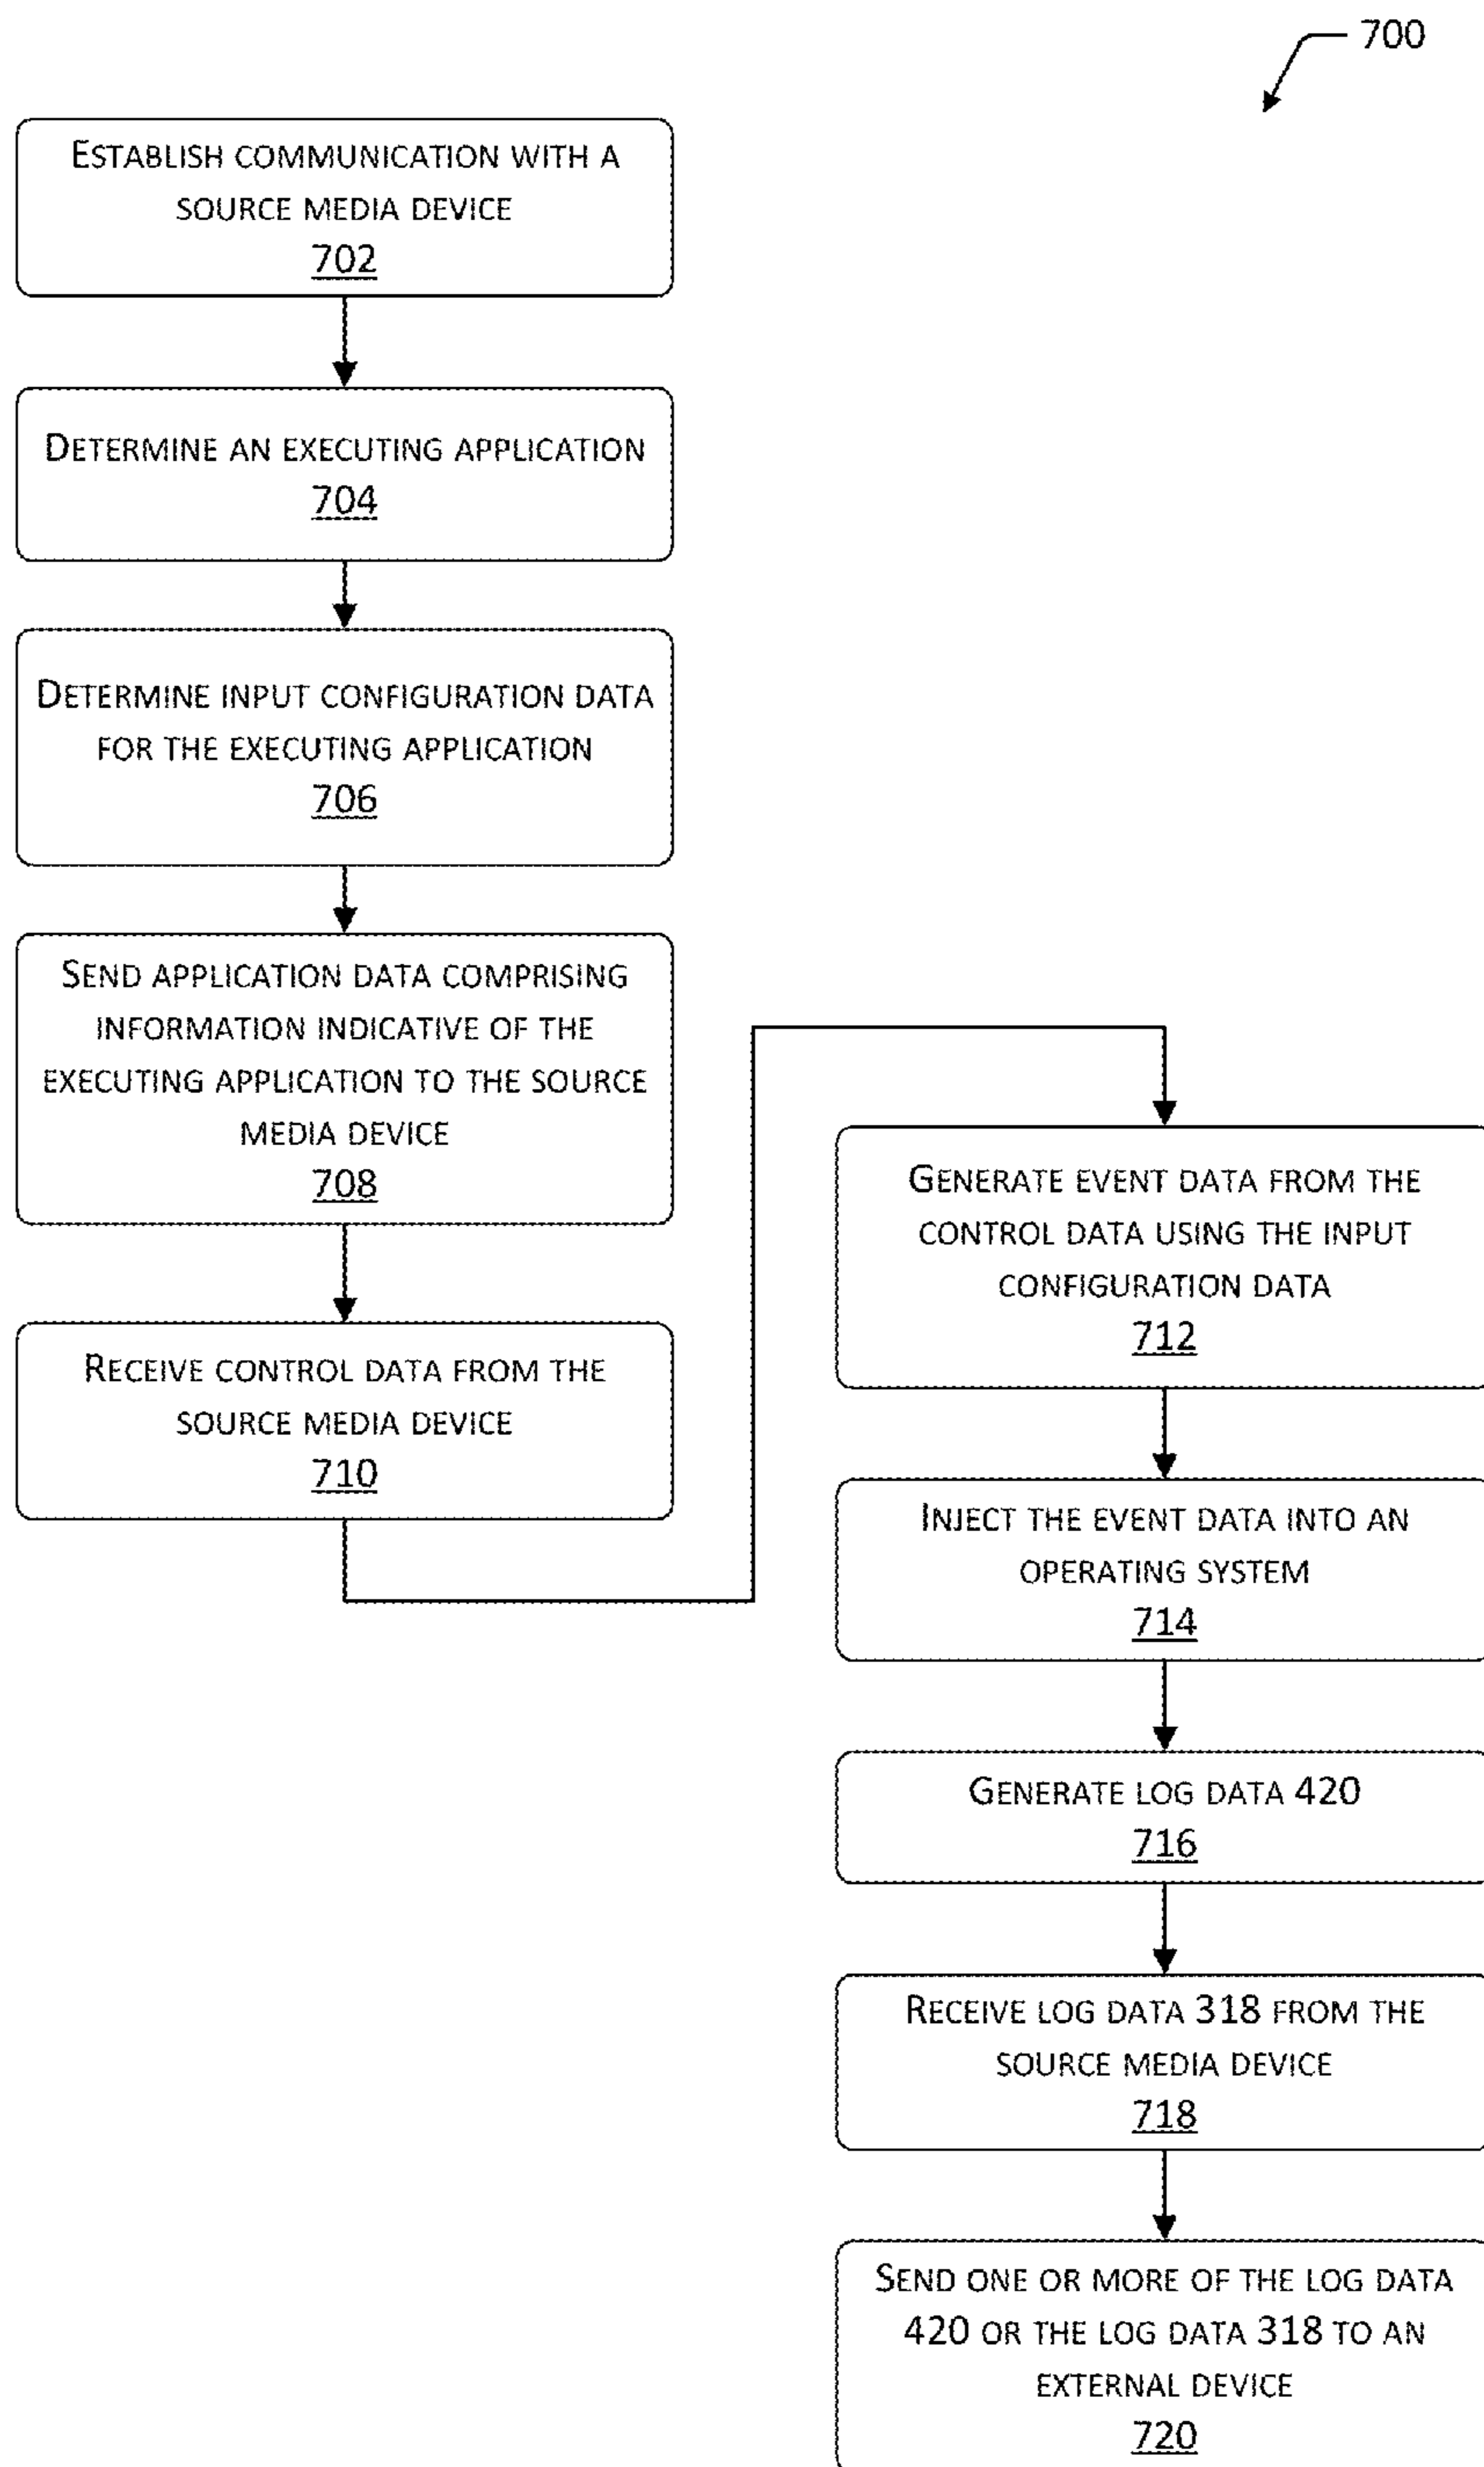 700
ESTABLISH COMMUNICATION WITH A
SOURCE MEDIA DEVICE
702
DETERMINE AN EXECUTING APPLICATION
704
DETERMINE INPUT CONFIGURATION DATA
FOR THE EXECUTING APPLICATION
706
SEND APPLICATION DATA COMPRISING
INFORMATION INDICATIVE OF THE
EXECUTING APPLICATION TO THE SOURCE
MEDIA DEVICE
708
RECEIVE CONTROL DATA FROM THE
SOURCE MEDIA DEVICE
710
GENERATE EVENT DATA FROM THE
CONTROL DATA USING THE INPUT
CONFIGURATION DATA
712
INJECT THE EVENT DATA INTO AN
OPERATING SYSTEM
714
GENERATE LOG DATA 420
716
RECEIVE LOG DATA 318 FROM THE
SOURCE MEDIA DEVICE
718
SEND ONE OR MORE OF THE LOG DATA
420 OR THE LOG DATA 318 TO AN
EXTERNAL DEVICE
720